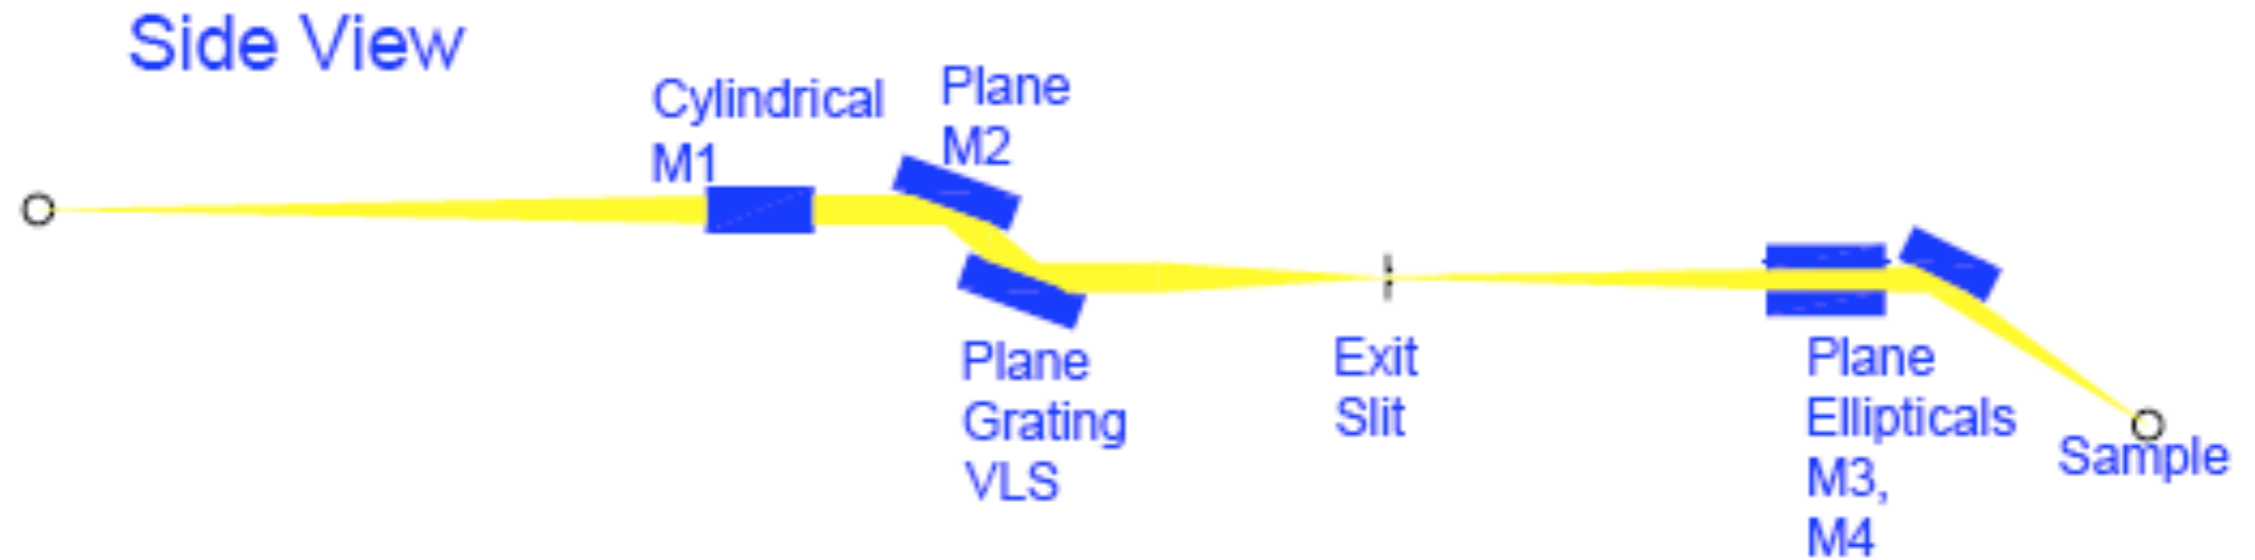 Side View
Cylindrical
M1
Plane
M2
Plane
Grating
VLS
Exit
Slit
Plane
Ellipticals
M3,
M4
Sample